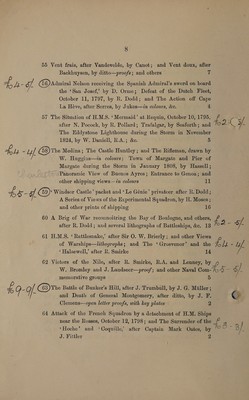 8
55 Vent frais, after Vandevelde, by Canot; and Vent doux, after
Backhuysen, by ditto—proofs; and others 7
56 Admiral Nelson receiving the Spanish Admiral's sword on board
the 'San Josef,' by D. Orme; Defeat of the Dutch Fleet,
October 11, 1797, by R. Dodd; and The Action off Cape
La Hève, after Serres, by Jukes—in colours, &c. 4
57 The Situation of H.M.S. 'Mermaid' at Requin, October 10, 1795,
after N. Pocock, by R. Pollard; Trafalgar, by Seaforth; and
The Eddystone Lighthouse during the Storm in November
1824, by W. Daniell, R.A.; &c. 5
58 The Medina; The Castle Huntley; and The Rifleman, drawn by
W. Huggins—in colours; Town of Margate and Pier of
Margate during the Storm in January 1808, by Hassell;
Panoramic View of Buenos Ayres; Entrance to Genoa; and
other shipping views—in colours 11
59 'Windsor Castle' packet and 'Le Génie' privateer after R. Dodd;
A Series of Views of the Experimental Squadron, by R. Moses;
and other prints of shipping 18
60 A Brig of War reconnoitring the Bay of Boulogne, and others,
after R. Dodd; and several lithographs of Battleships, &c. 14
61 H.M.S. 'Rattlesnake,' after Sir O. W. Brierly; and other Views
of Warships—lithographs; and The 'Grosvenor' and the
'Halsewell,' after R. Smirke 14
62 Victors of the Nile, after R. Smirke, R.A. and Lenney, by
W. Bromley and J. Landseer—proof; and other Naval Com-
memorative groups 5
63 The Battle of Bunker's Hill, after J. Trumbull, by J. G. Müller;
and Death of General Montgomery, after ditto, by J. F.
Clemens—open letter proofs, with key plates 2
64 Attack of the French Squadron by a detachment of H.M. Ships
near the Rosses, October 12, 1798; and The Surrender of the
'Hoche' and 'Coquille,' after Captain Mark Oates, by
J. Fittler 2